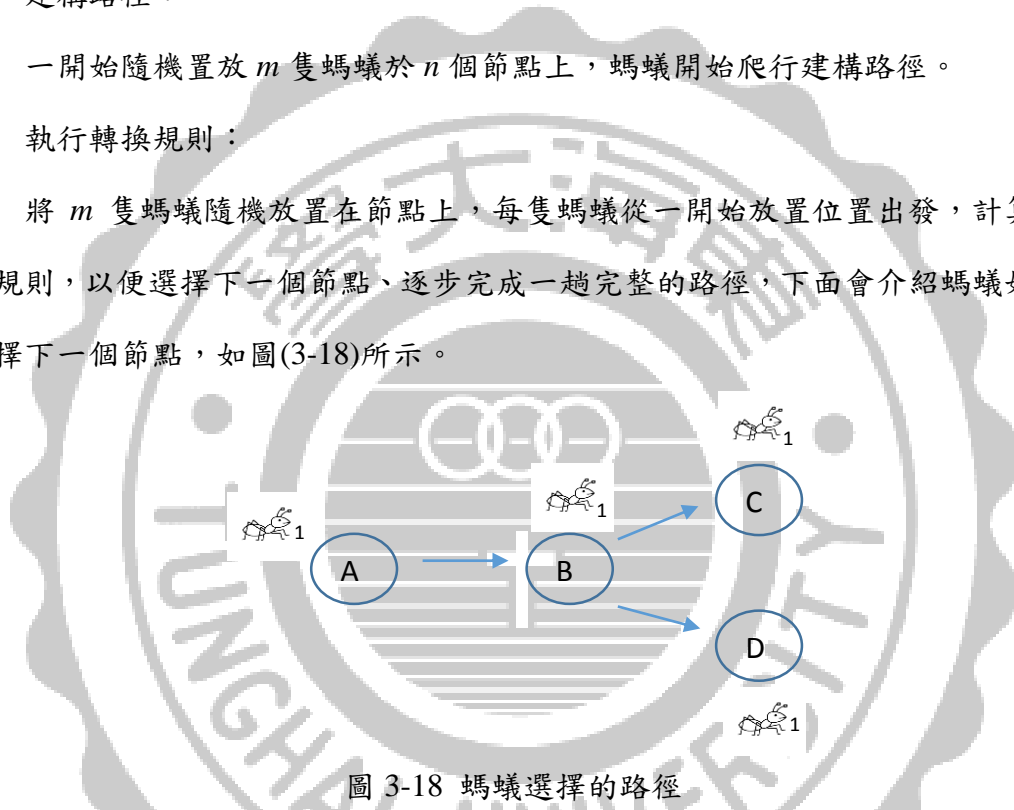 建構路徑：
一開始隨機置放 m 隻螞蟻於 n 個節點上，螞蟻開始爬行建構路徑。
執行轉換規則：
將 m 隻螞蟻隨機放置在節點上，每隻螞蟻從一開始放置位置出發，計算
規則，以便選擇下一個節點、逐步完成一趟完整的路徑，下面會介紹螞蟻如
擇下一個節點，如圖(3-18)所示。
1
1
C
1
A
B
D
1
圖 3-18 螞蟻選擇的路徑